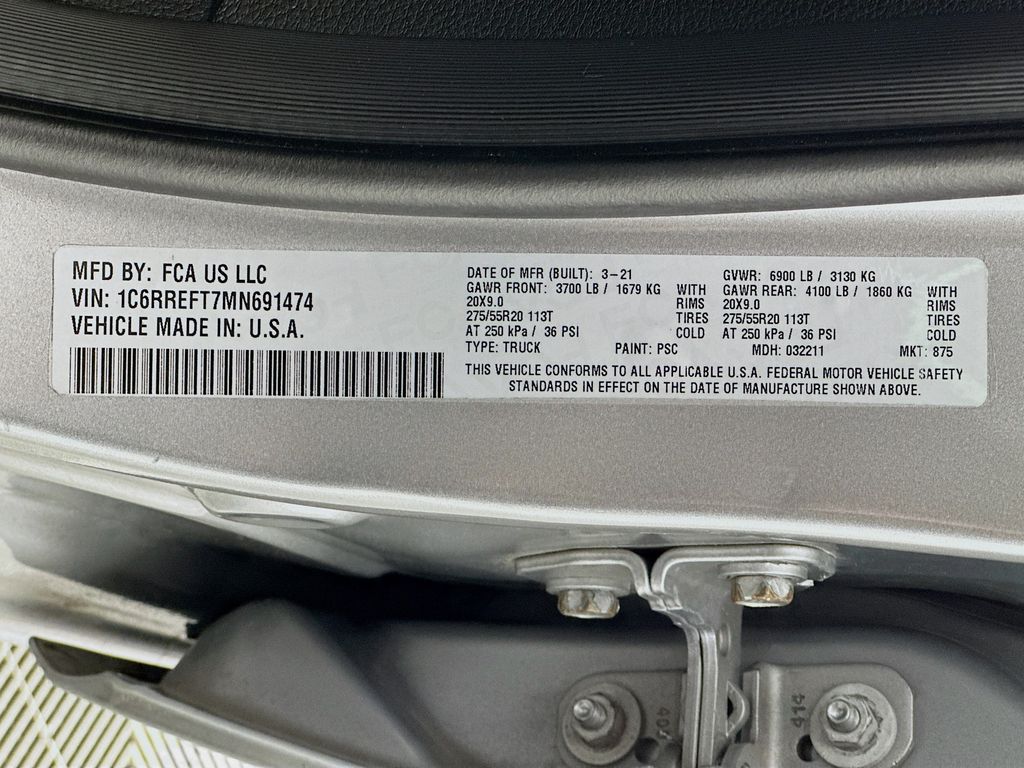 MFD BY: FCA US LLC
VIN: 1C6RREFT7MN691474
VEHICLE MADE IN: U.S.A.
DATE OF MFR (BUILT): 3-21 GVWR: 6900 LB / 3130 KG
GAWR FRONT: 3700 LB / 1679 KG WITH GAWR REAR: 4100 LB / 1860 KG WITH
20X9.0 RIMS 20X9.0 RIMS
275/55R20 113T TIRES 275/55R20 113T TIRES
AT 250 kPa / 36 PSI COLD AT 250 kPa / 36 PSI COLD
TYPE: TRUCK PAINT: PSC MDH: 032211 MKT: 875
THIS VEHICLE CONFORMS TO ALL APPLICABLE U.S.A. FEDERAL MOTOR VEHICLE SAFETY
STANDARDS IN EFFECT ON THE DATE OF MANUFACTURE SHOWN ABOVE.
414